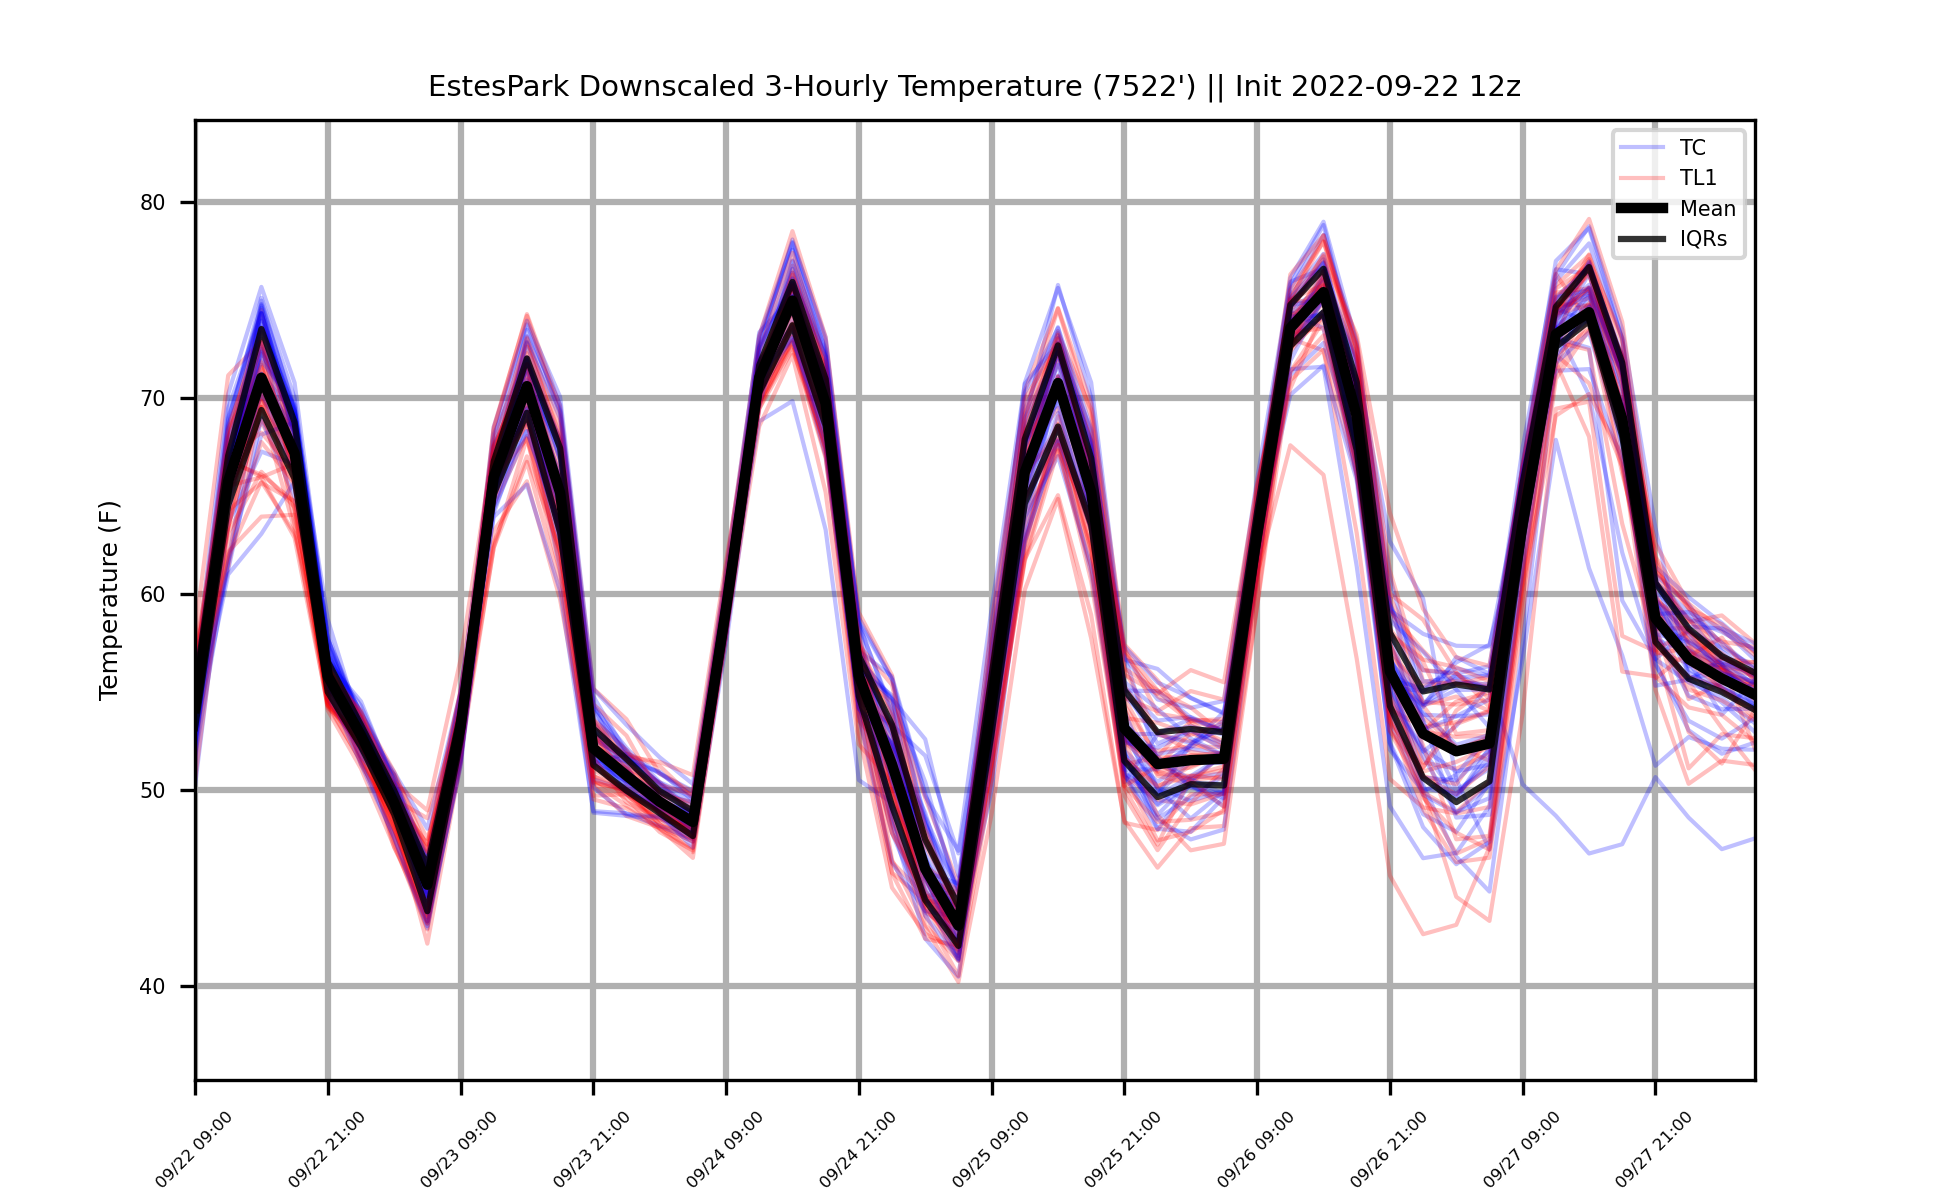 EstesPark Downscaled 3-Hourly Temperature (7522') || Init 2022-09-22 12z
TC
TL1
Mean
IQRs
Temperature (F)
80
70
60
50
40
09/22 09:00
09/22 21:00
09/23 09:00
09/23 21:00
09/24 09:00
09/24 21:00
09/25 09:00
09/25 21:00
09/26 09:00
09/26 21:00
09/27 09:00
09/27 21:00